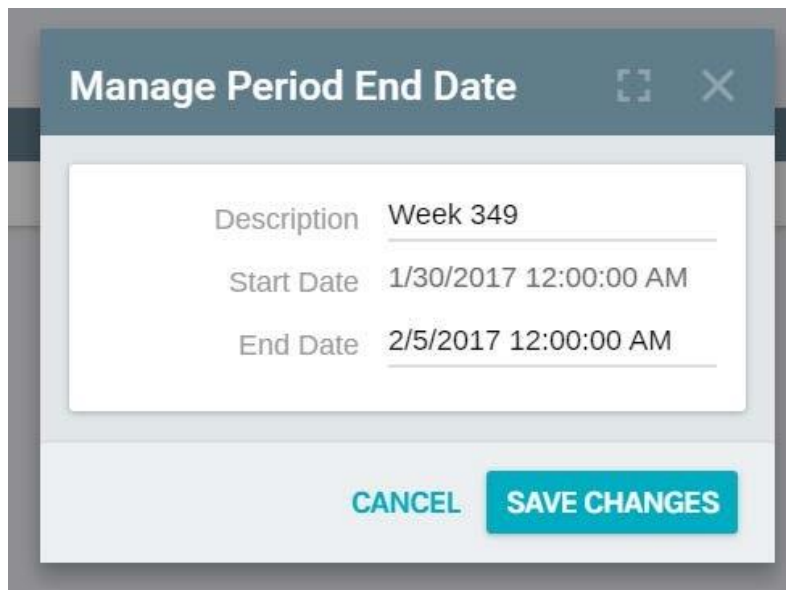 Manage Period End Date
Description Week 349
Start Date 1/30/2017 12:00:00 AM
End Date 2/5/2017 12:00:00 AM
CANCEL SAVE CHANGES